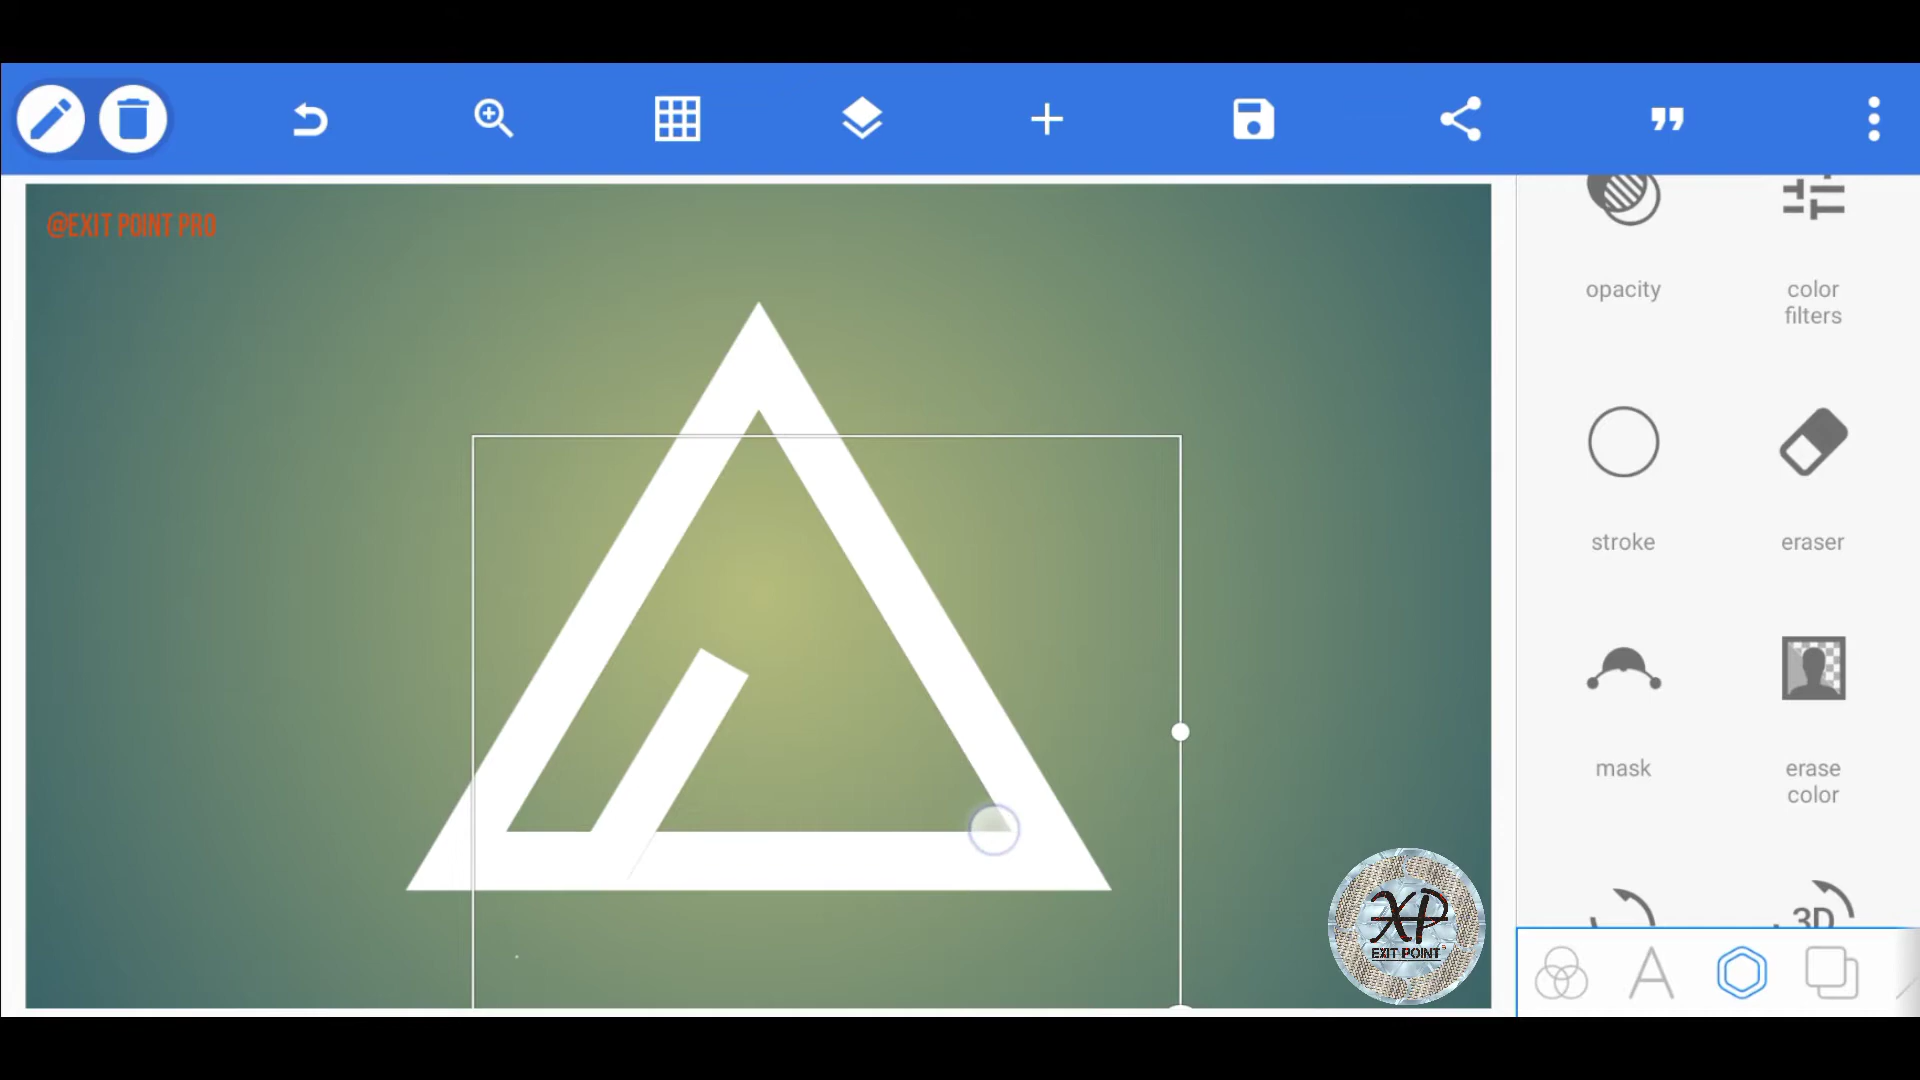 @EXIT POINT PRO
opacity
color
filters
stroke
eraser
mask
erase
color
3D
XP
EXIT POINT